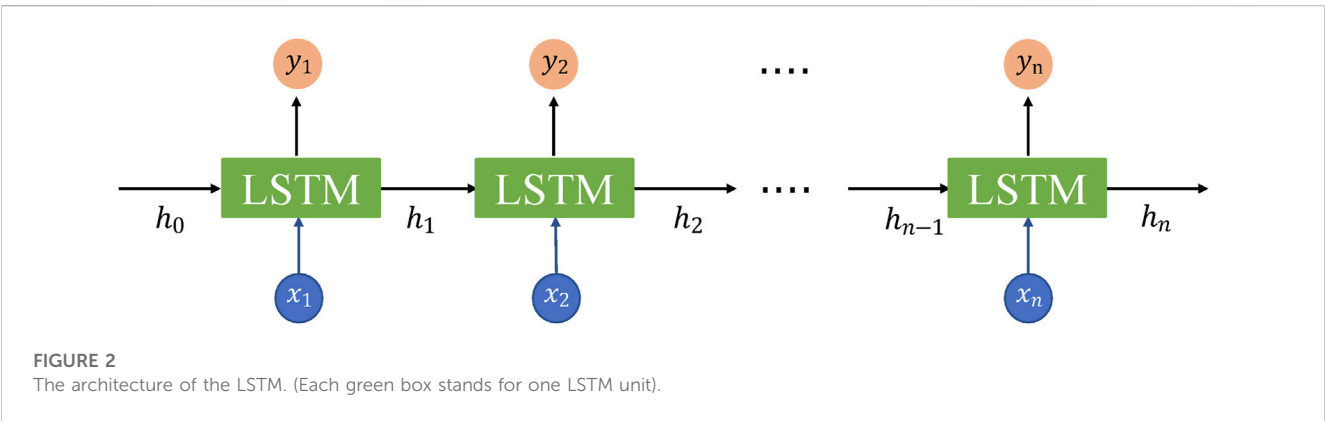 y₁ y₂ .... yₙ
LSTM LSTM .... LSTM
h₀ h₁ h₂ hₙ₋₁ hₙ
x₁ x₂ xₙ
FIGURE 2
The architecture of the LSTM. (Each green box stands for one LSTM unit).